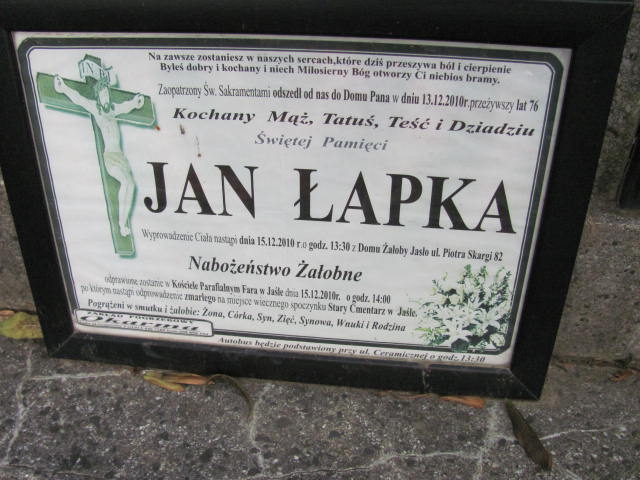 Na zawsze zostaniesz w naszych sercach,które dziś przeszywa ból i cierpienie
Byłeś dobry i kochany i niech Miłosierny Bóg otworzy Ci niebios bramy.
Zaopatrzony Św. Sakramentami odszedł od nas do Domu Pana w dniu 13.12.2010r.przeżywszy lat 76
Kochany Mąż, Tatuś, Teść i Dziadziu
Świętej Pamięci
JAN ŁAPKA
Wyprowadzenie Ciała nastąpi dnia 15.12.2010 r.o godz. 13:30 z Domu Żałoby Jasło ul. Piotra Skargi 82
Nabożeństwo Żałobne
odprawione zostanie w Kościele Parafialnym Fara w Jaśle dnia 15.12.2010r. o godz. 14:00
po którym nastąpi odprowadzenie zmarłego na miejsce wiecznego spoczynku Stary Cmentarz w Jaśle.
Pogrążeni w smutku i żałobie: Żona, Córka, Syn, Zięć, Synowa, Wnuki i Rodzina
ZAKŁAD POGRZEBOWY
Okarma
Autobus będzie podstawiony przy ul. Ceramicznej o godz.13:30